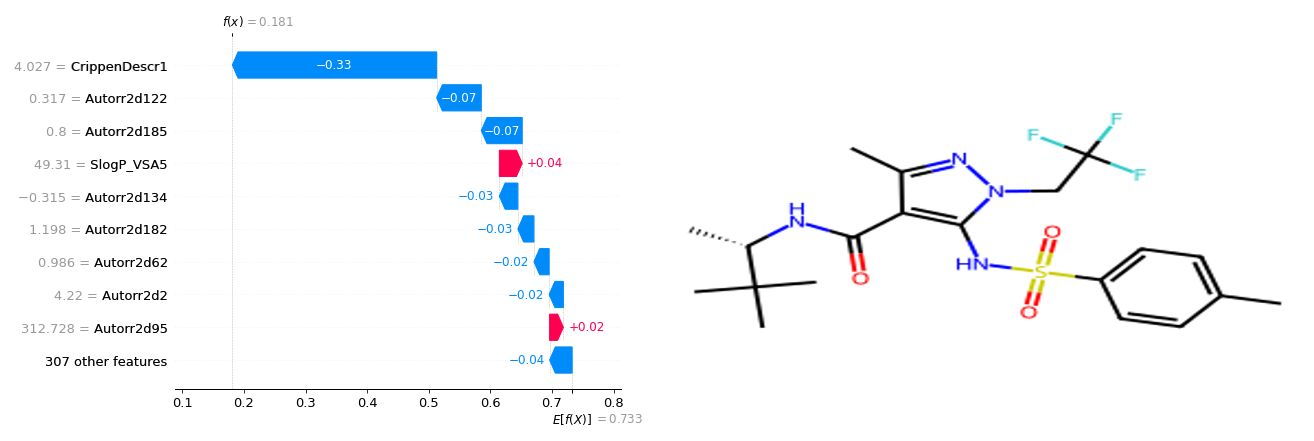 f(x) = 0.181
4.027 = CrippenDescr1
−0.33
0.317 = Autorr2d122
−0.07
0.8 = Autorr2d185
−0.07
49.31 = SlogP_VSA5
+0.04
−0.315 = Autorr2d134
−0.03
1.198 = Autorr2d182
−0.03
0.986 = Autorr2d62
−0.02
4.22 = Autorr2d2
−0.02
312.728 = Autorr2d95
+0.02
307 other features
−0.04
0.1 0.2 0.3 0.4 0.5 0.6 0.7 0.8
E[f(X)] = 0.733
F
F
F
N
N
H
N
O
HN
O
S
O